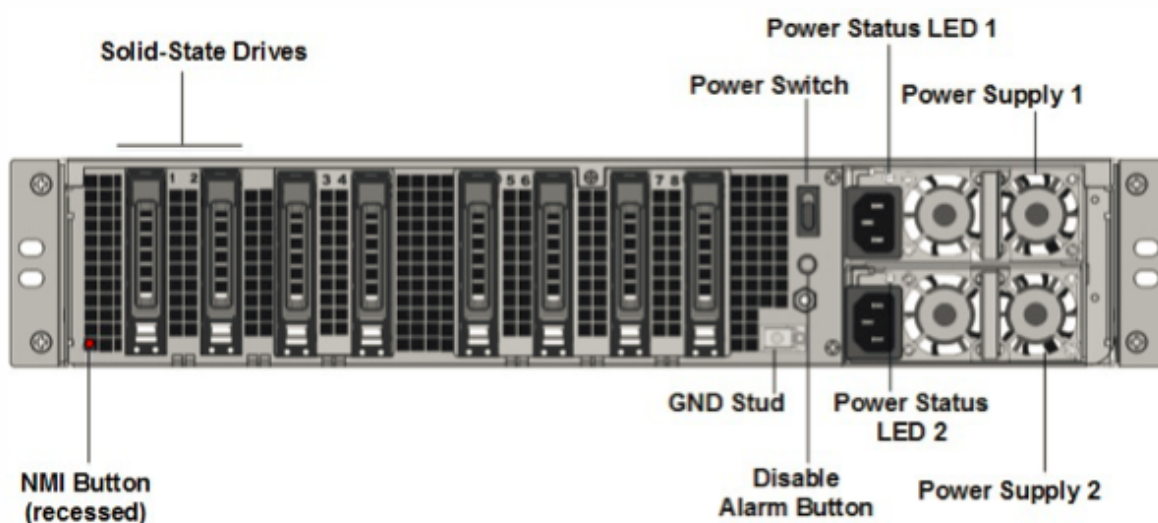 Power Status LED 1
Solid-State Drives
Power Switch
Power Supply 1
1 2
3 4
5 6
7 8
GND Stud
Power Status
LED 2
NMI Button
(recessed)
Disable
Alarm Button
Power Supply 2